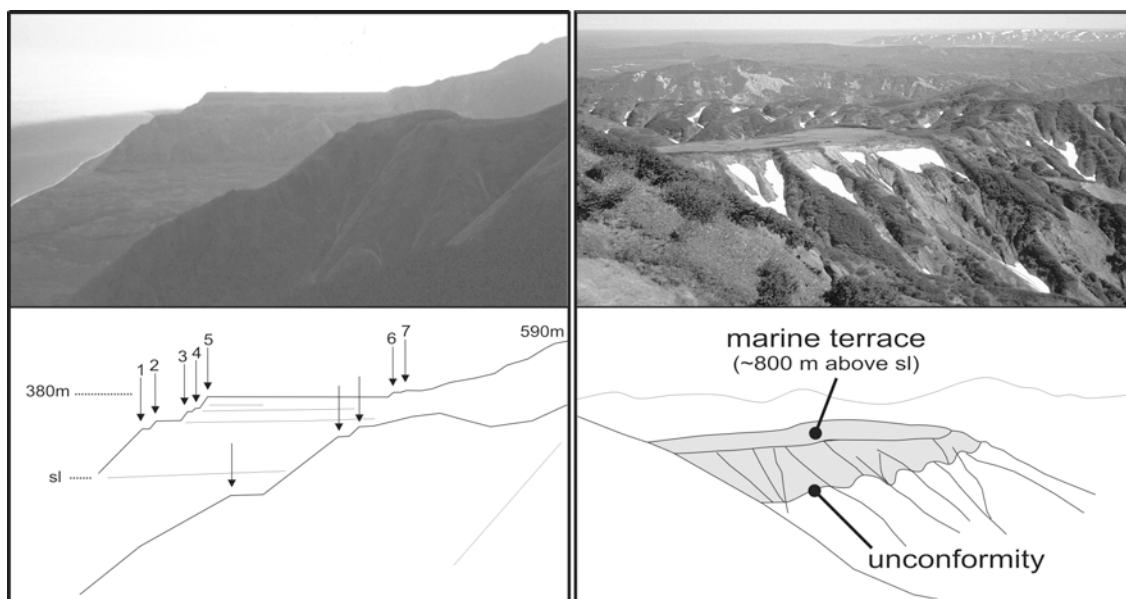 590m
1 2 3 4 5 6 7
380m
sl
marine terrace
(~800 m above sl)
unconformity